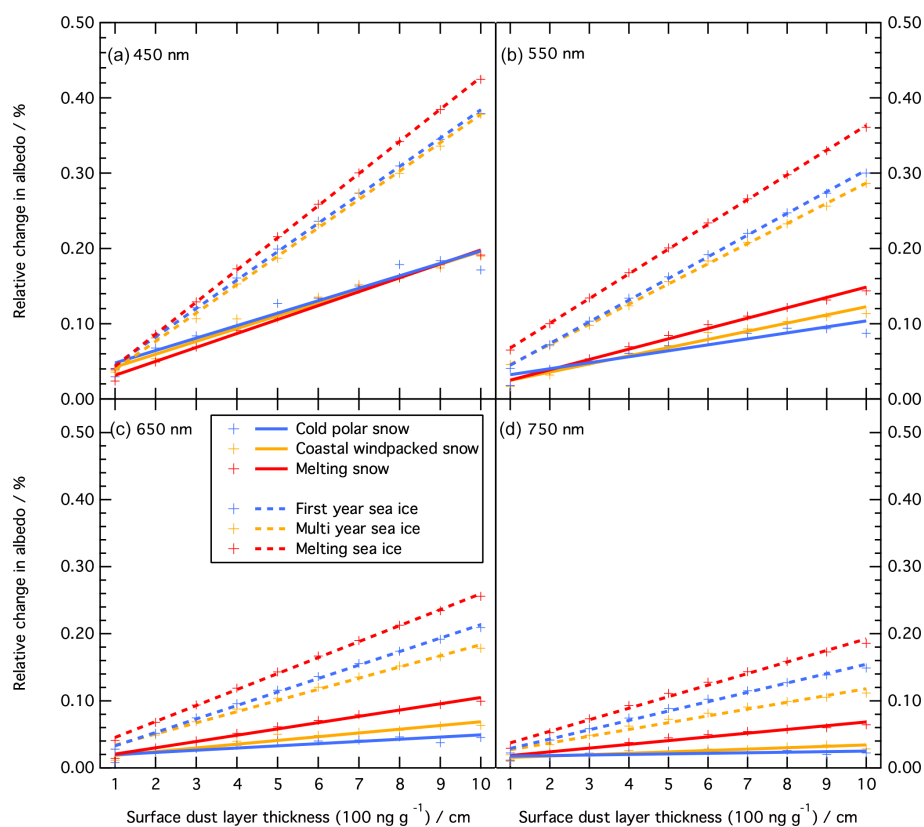 0.50 0.50
(a) 450 nm (b) 550 nm
0.40 0.40
0.30 0.30
0.20 0.20
0.10 0.10
0.00 0.00
Relative change in albedo / %
(c) 650 nm (d) 750 nm
0.50 0.50
0.40 0.40
0.30 0.30
0.20 0.20
0.10 0.10
0.00 0.00
Relative change in albedo / %
Cold polar snow
Coastal windpacked snow
Melting snow
First year sea ice
Multi year sea ice
Melting sea ice
1 2 3 4 5 6 7 8 9 10 1 2 3 4 5 6 7 8 9 10
Surface dust layer thickness (100 ng g⁻¹) / cm Surface dust layer thickness (100 ng g⁻¹) / cm